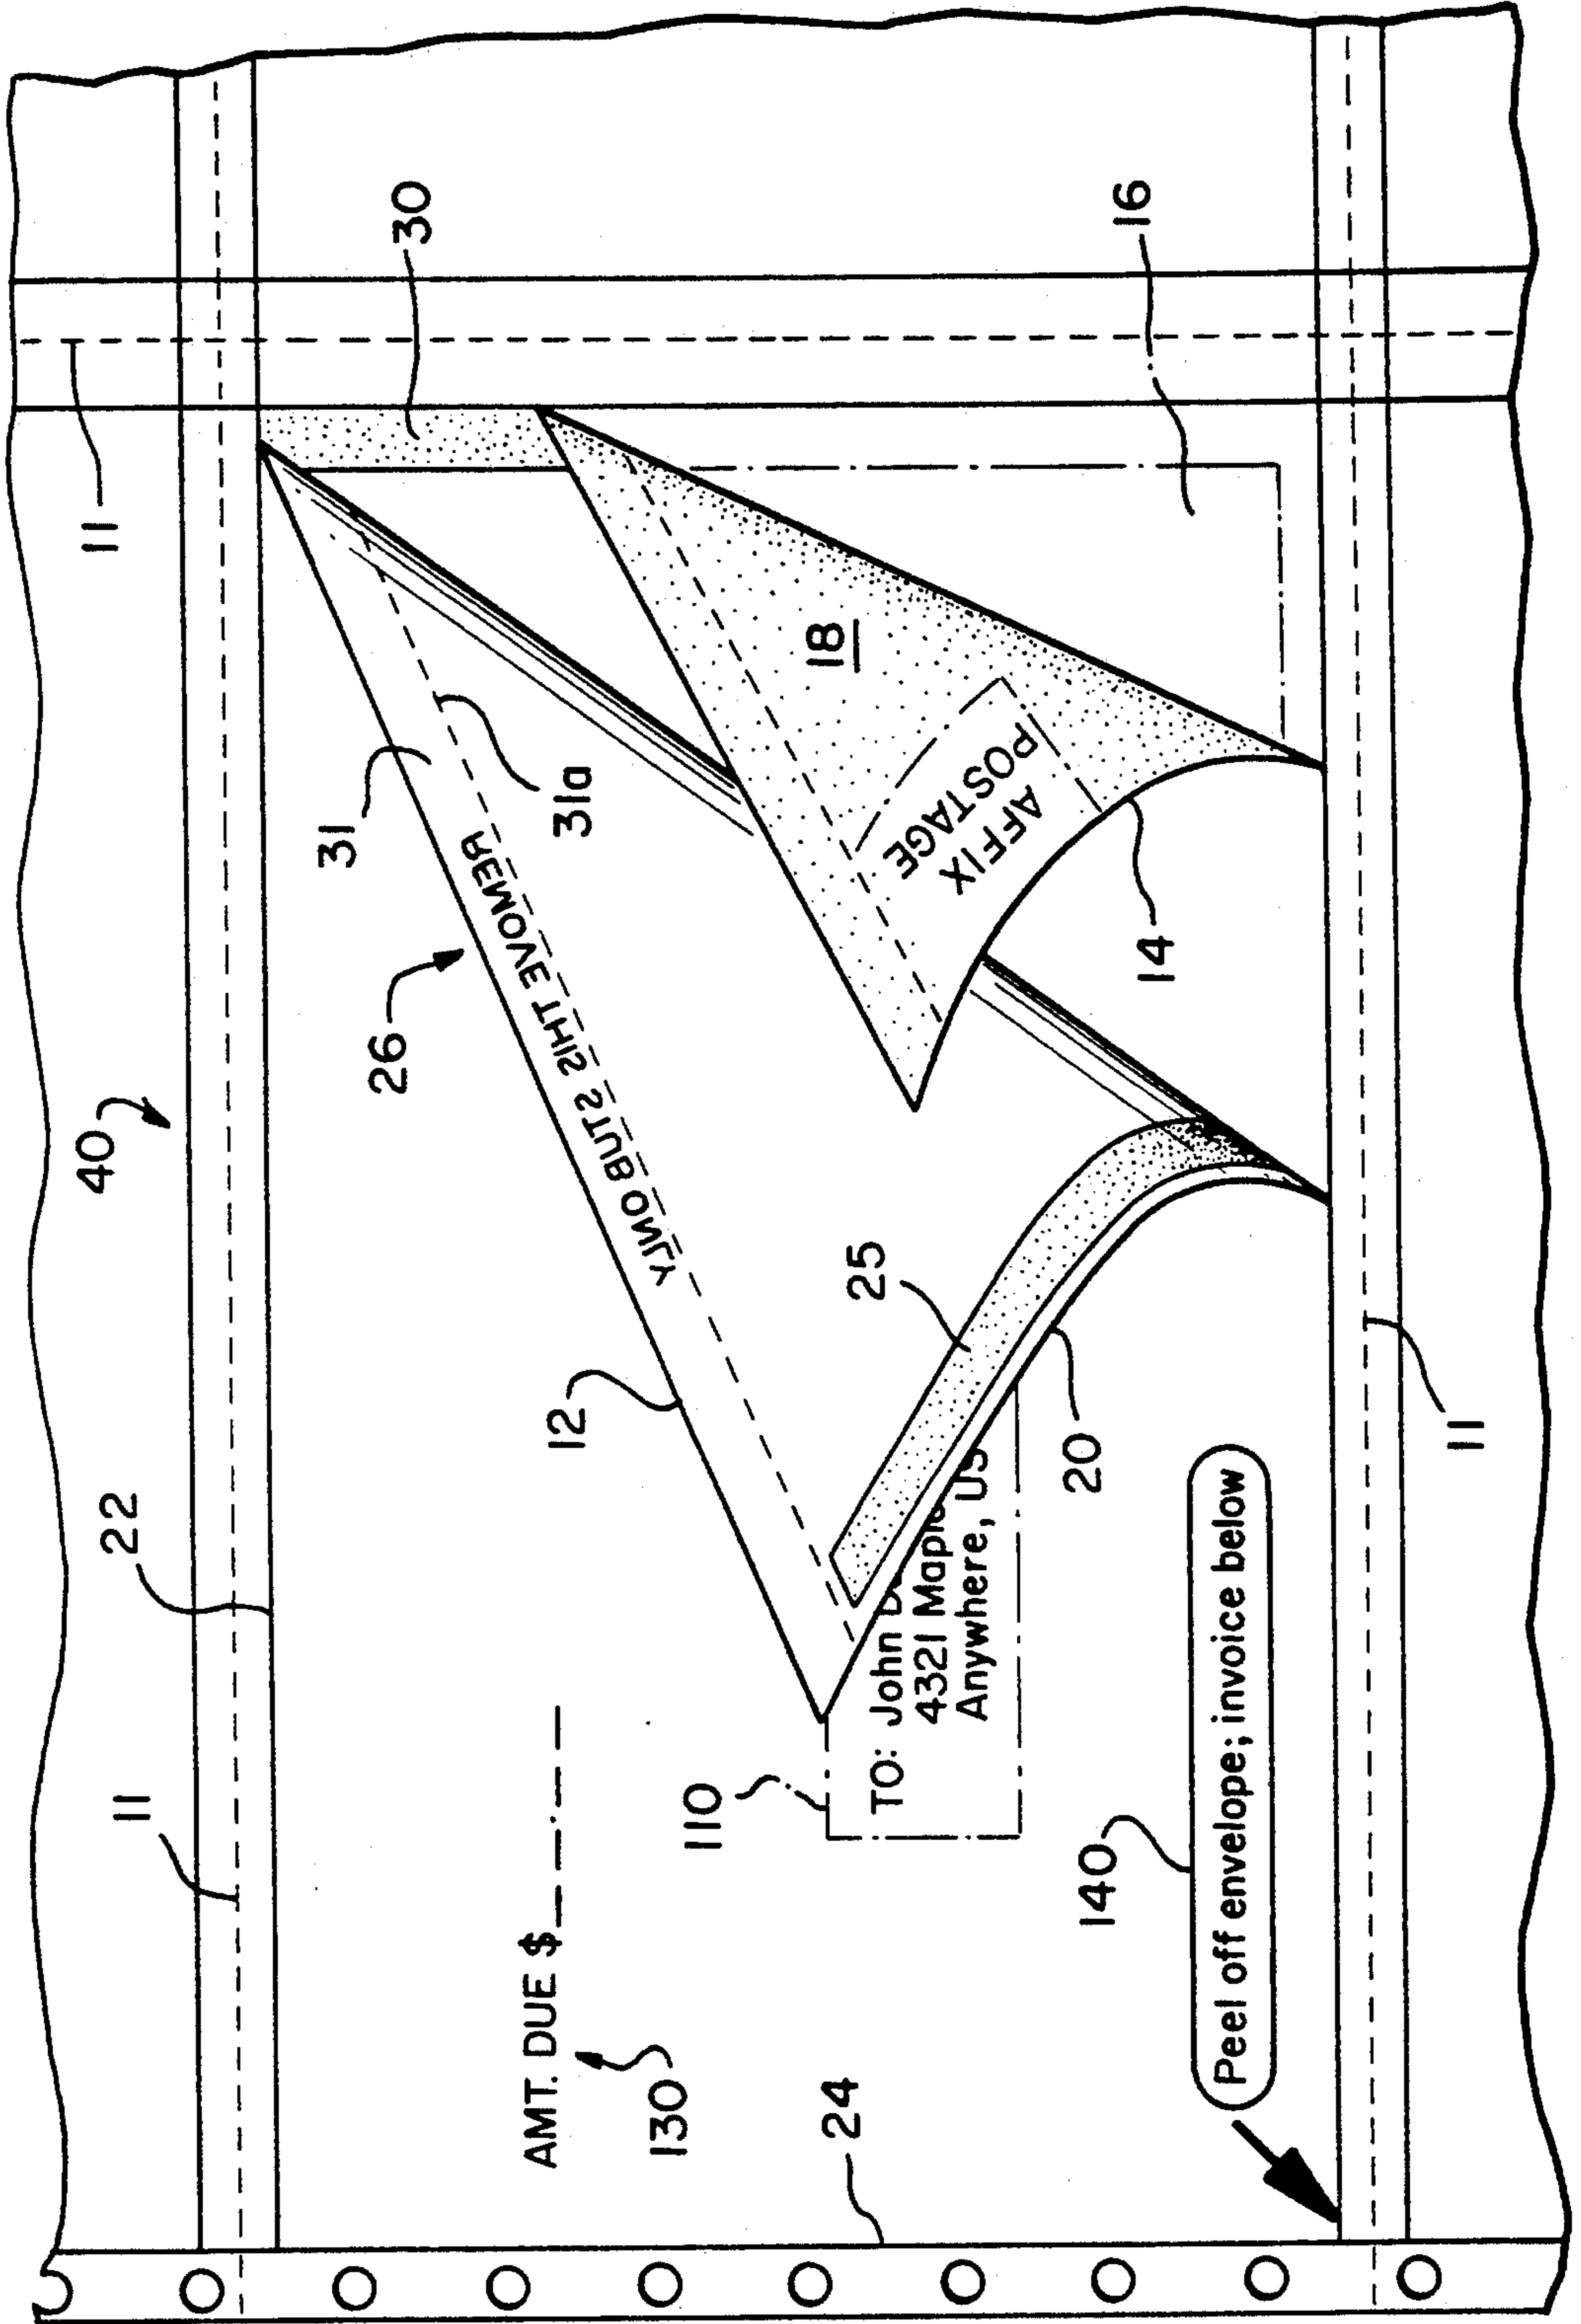 40
11
11
22
31
26
30
AMT. DUE $
12
31a
REMOVE THIS STUB ONLY
130
110
18
24
25
TO: John
4321 Maple
Anywhere, US
AFFIX
POSTAGE
20
140
16
14
Peel off envelope; invoice below
11